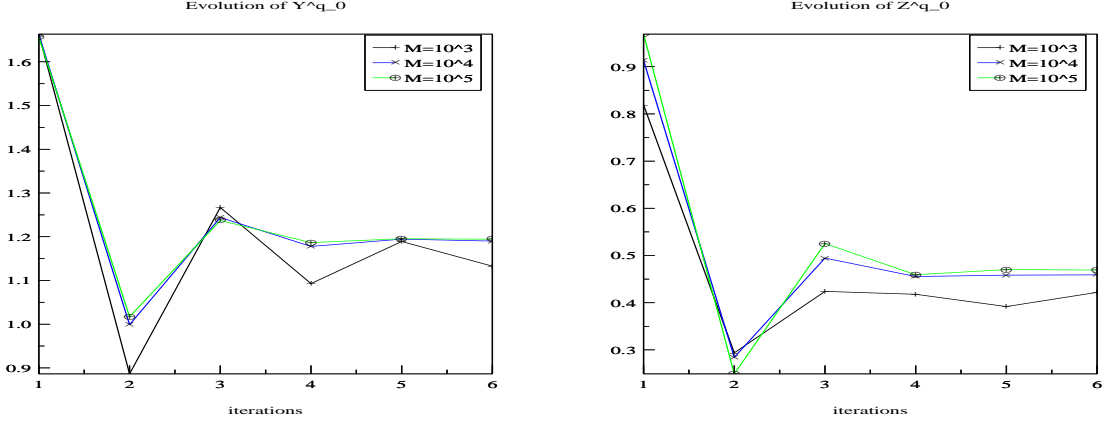 Evolution of Y^q_0
M=10^3
M=10^4
M=10^5
1.6
1.5
1.4
1.3
1.2
1.1
1.0
0.9
1 2 3 4 5 6
iterations
Evolution of Z^q_0
M=10^3
M=10^4
M=10^5
0.9
0.8
0.7
0.6
0.5
0.4
0.3
1 2 3 4 5 6
iterations